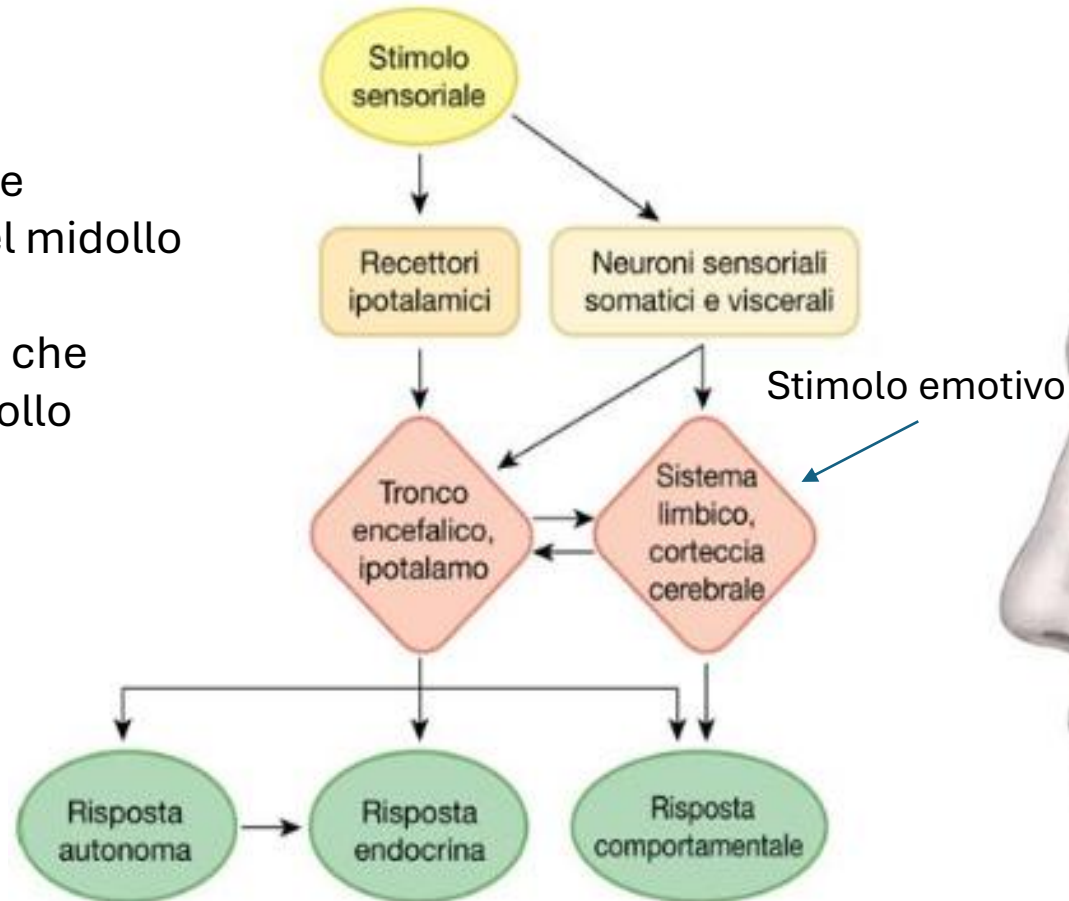 Stimolo
sensoriale
e
el midollo
che
ollo
Recettori
ipotalamici
Neuroni sensoriali
somatici e viscerali
Stimolo emotivo
Tronco
encefalico,
ipotalamo
Sistema
limbico,
corteccia
cerebrale
Risposta
autonoma
Risposta
endocrina
Risposta
comportamentale